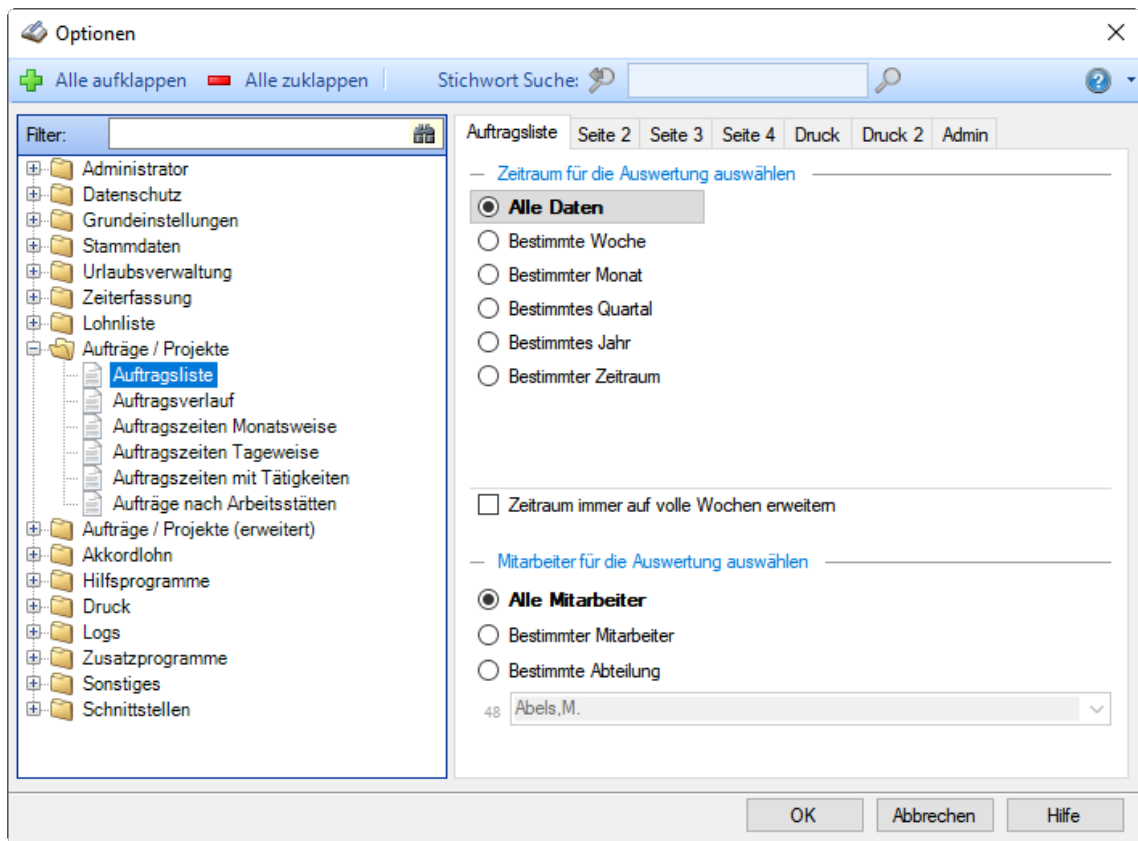 Optionen
Alle aufklappen Alle zuklappen Stichwort Suche:
Filter:
Administrator
Datenschutz
Grundeinstellungen
Stammdaten
Urlaubsverwaltung
Zeiterfassung
Lohnliste
Aufträge / Projekte
Auftragsliste
Auftragsverlauf
Auftragszeiten Monatsweise
Auftragszeiten Tageweise
Auftragszeiten mit Tätigkeiten
Aufträge nach Arbeitsstätten
Aufträge / Projekte (erweitert)
Akkordlohn
Hilfsprogramme
Druck
Logs
Zusatzprogramme
Sonstiges
Schnittstellen
Auftragsliste Seite 2 Seite 3 Seite 4 Druck Druck 2 Admin
Zeitraum für die Auswertung auswählen
Alle Daten
Bestimmte Woche
Bestimmter Monat
Bestimmtes Quartal
Bestimmtes Jahr
Bestimmter Zeitraum
Zeitraum immer auf volle Wochen erweitern
Mitarbeiter für die Auswertung auswählen
Alle Mitarbeiter
Bestimmter Mitarbeiter
Bestimmte Abteilung
48 Abels,M.
OK Abbrechen Hilfe